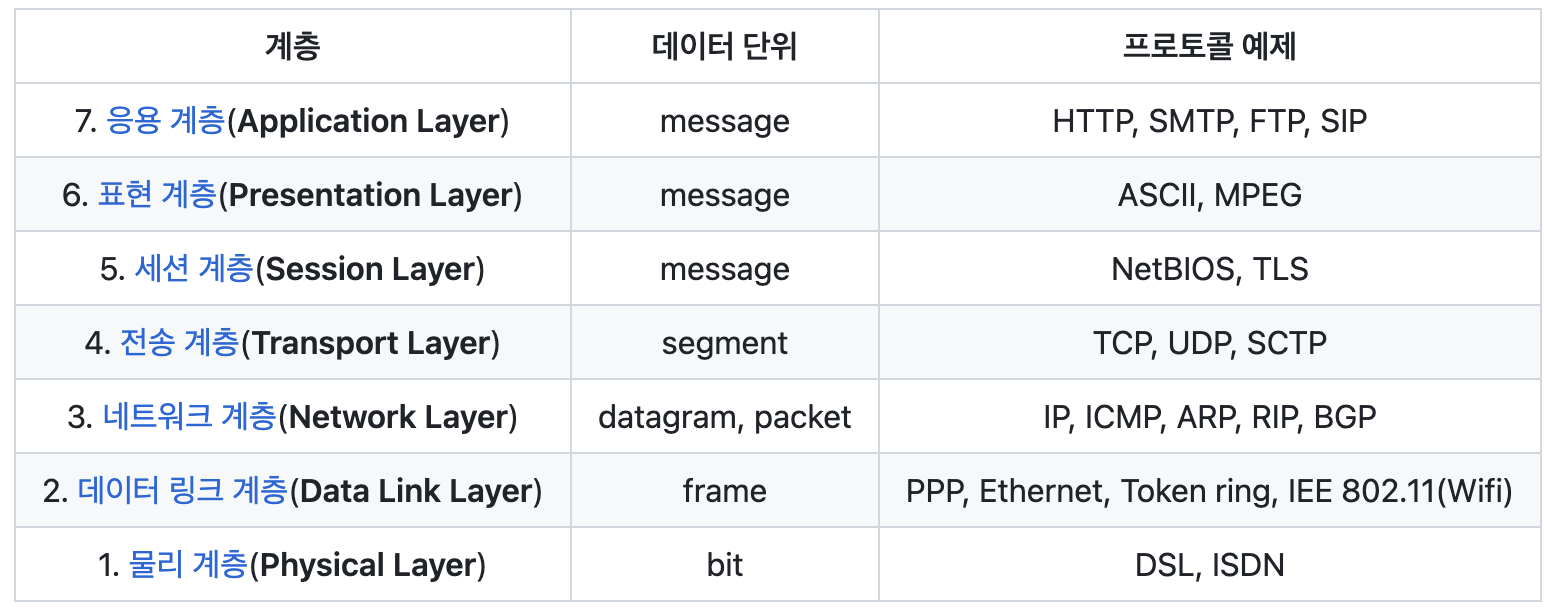 계층 데이터 단위 프로토콜 예제
7. 응용 계층(Application Layer) message HTTP, SMTP, FTP, SIP
6. 표현 계층(Presentation Layer) message ASCII, MPEG
5. 세션 계층(Session Layer) message NetBIOS, TLS
4. 전송 계층(Transport Layer) segment TCP, UDP, SCTP
3. 네트워크 계층(Network Layer) datagram, packet IP, ICMP, ARP, RIP, BGP
2. 데이터 링크 계층(Data Link Layer) frame PPP, Ethernet, Token ring, IEE 802.11(Wifi)
1. 물리 계층(Physical Layer) bit DSL, ISDN